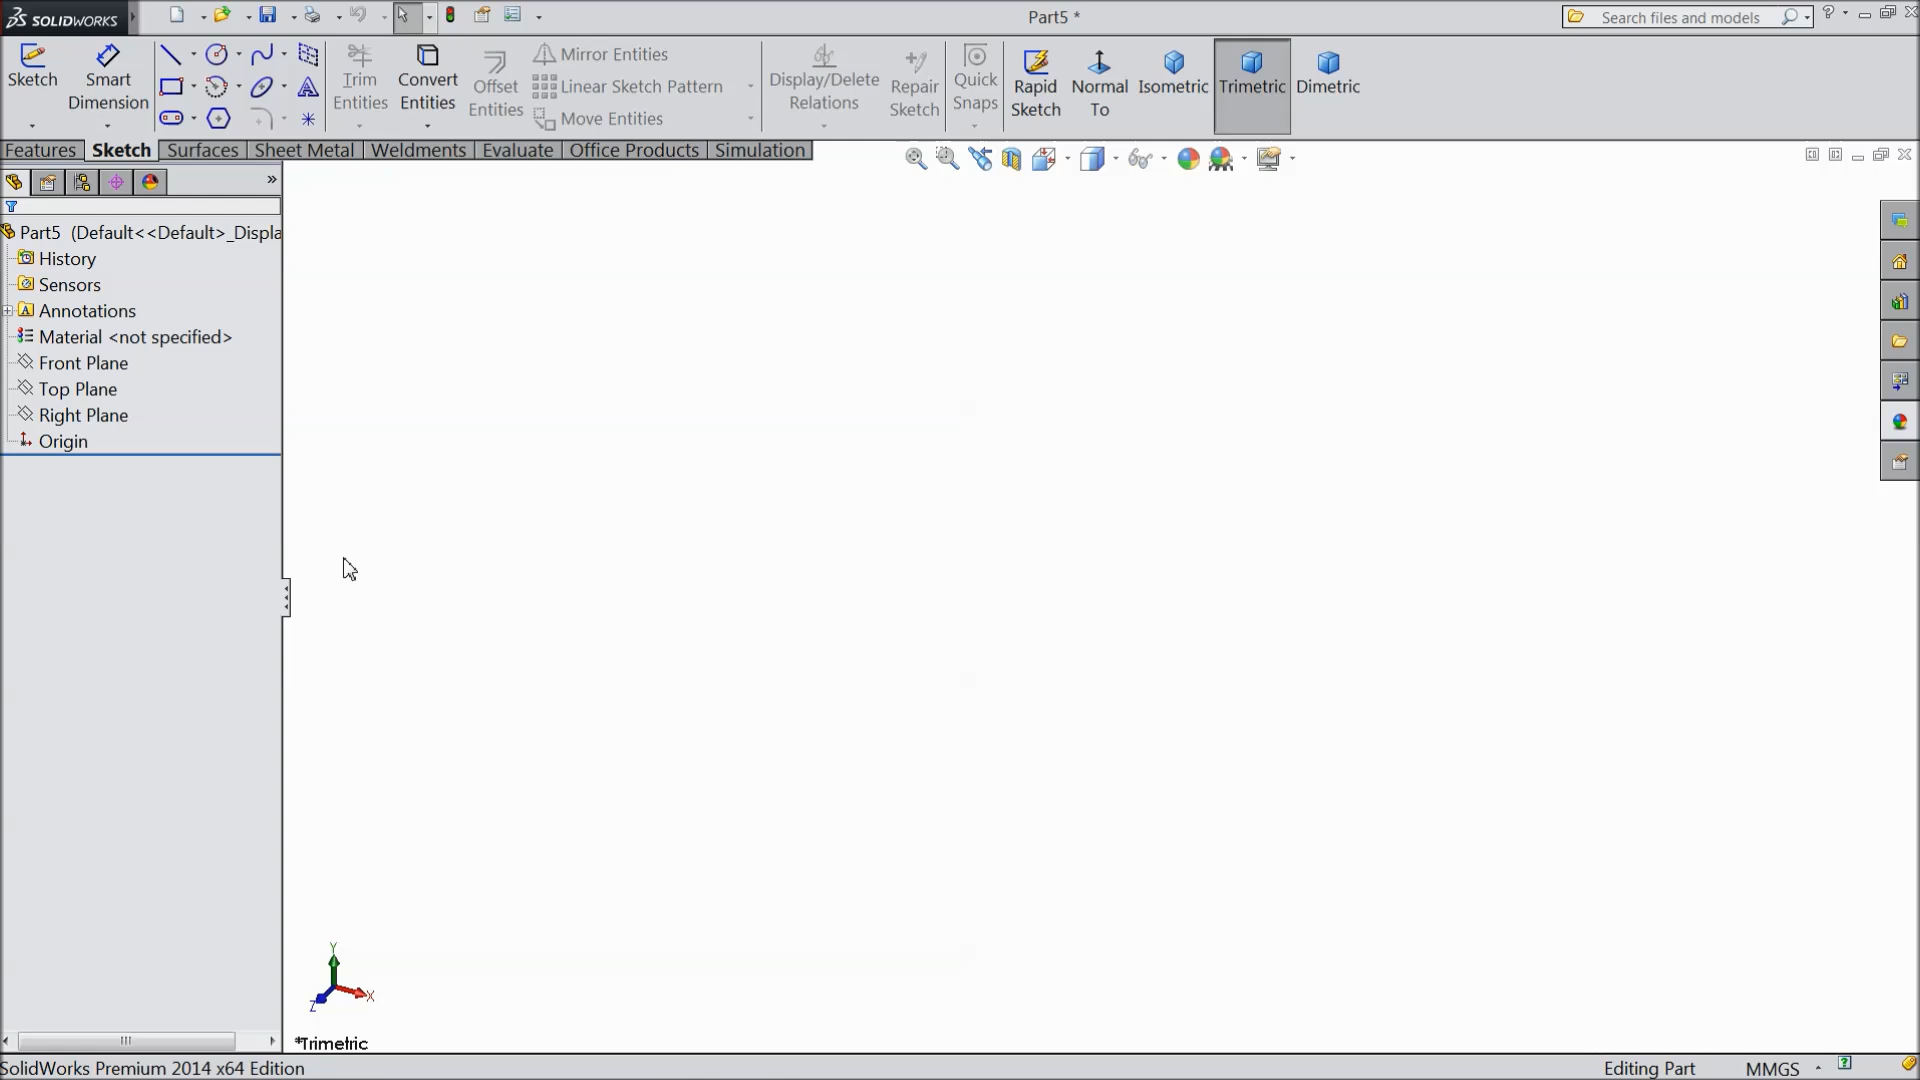 SOLIDWORKS
Part5 *
Search files and models
Sketch
Smart Dimension
Trim Entities
Convert Entities
Offset Entities
Mirror Entities
Linear Sketch Pattern
Move Entities
Display/Delete Relations
Repair Sketch
Quick Snaps
Rapid Sketch
Normal To
Isometric
Trimetric
Dimetric
Features
Sketch
Surfaces
Sheet Metal
Weldments
Evaluate
Office Products
Simulation
Part5 (Default<<Default>_Displa
History
Sensors
Annotations
Material <not specified>
Front Plane
Top Plane
Right Plane
Origin
Y
X
Z
*Trimetric
SolidWorks Premium 2014 x64 Edition
Editing Part
MMGS